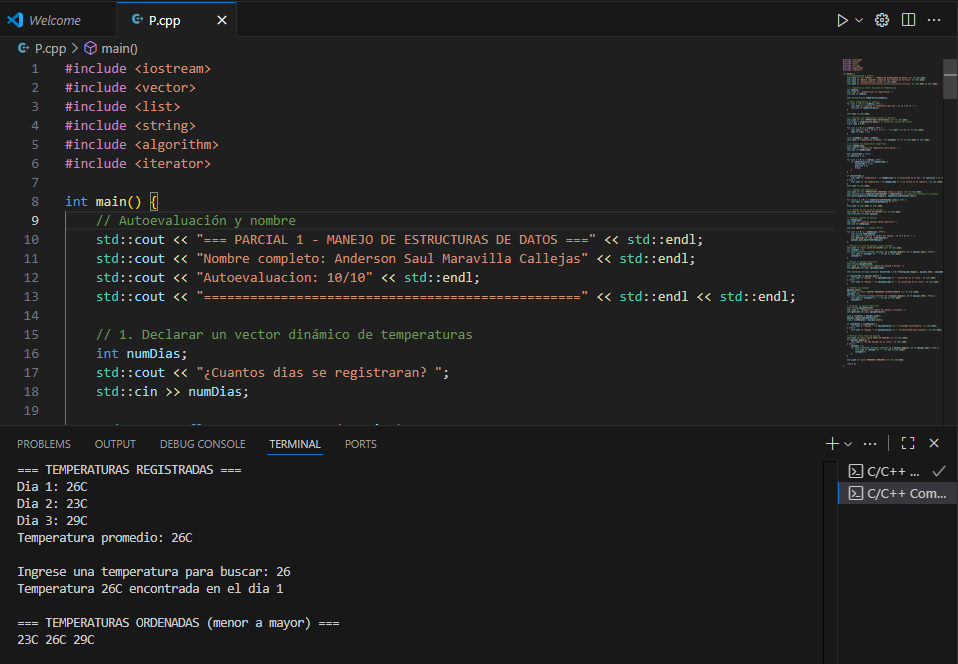 Welcome
P.cpp
P.cpp > main()
1 #include <iostream>
2 #include <vector>
3 #include <list>
4 #include <string>
5 #include <algorithm>
6 #include <iterator>
7
8 int main() {
9 // Autoevaluación y nombre
10 std::cout << "=== PARCIAL 1 - MANEJO DE ESTRUCTURAS DE DATOS ===" << std::endl;
11 std::cout << "Nombre completo: Anderson Saul Maravilla Callejas" << std::endl;
12 std::cout << "Autoevaluacion: 10/10" << std::endl;
13 std::cout << "=================================================" << std::endl << std::endl;
14
15 // 1. Declarar un vector dinámico de temperaturas
16 int numDias;
17 std::cout << "¿Cuantos dias se registraran? ";
18 std::cin >> numDias;
19
PROBLEMS OUTPUT DEBUG CONSOLE TERMINAL PORTS
=== TEMPERATURAS REGISTRADAS ===
Dia 1: 26C
Dia 2: 23C
Dia 3: 29C
Temperatura promedio: 26C
Ingrese una temperatura para buscar: 26
Temperatura 26C encontrada en el dia 1
=== TEMPERATURAS ORDENADAS (menor a mayor) ===
23C 26C 29C
C/C++ ...
C/C++ Com...